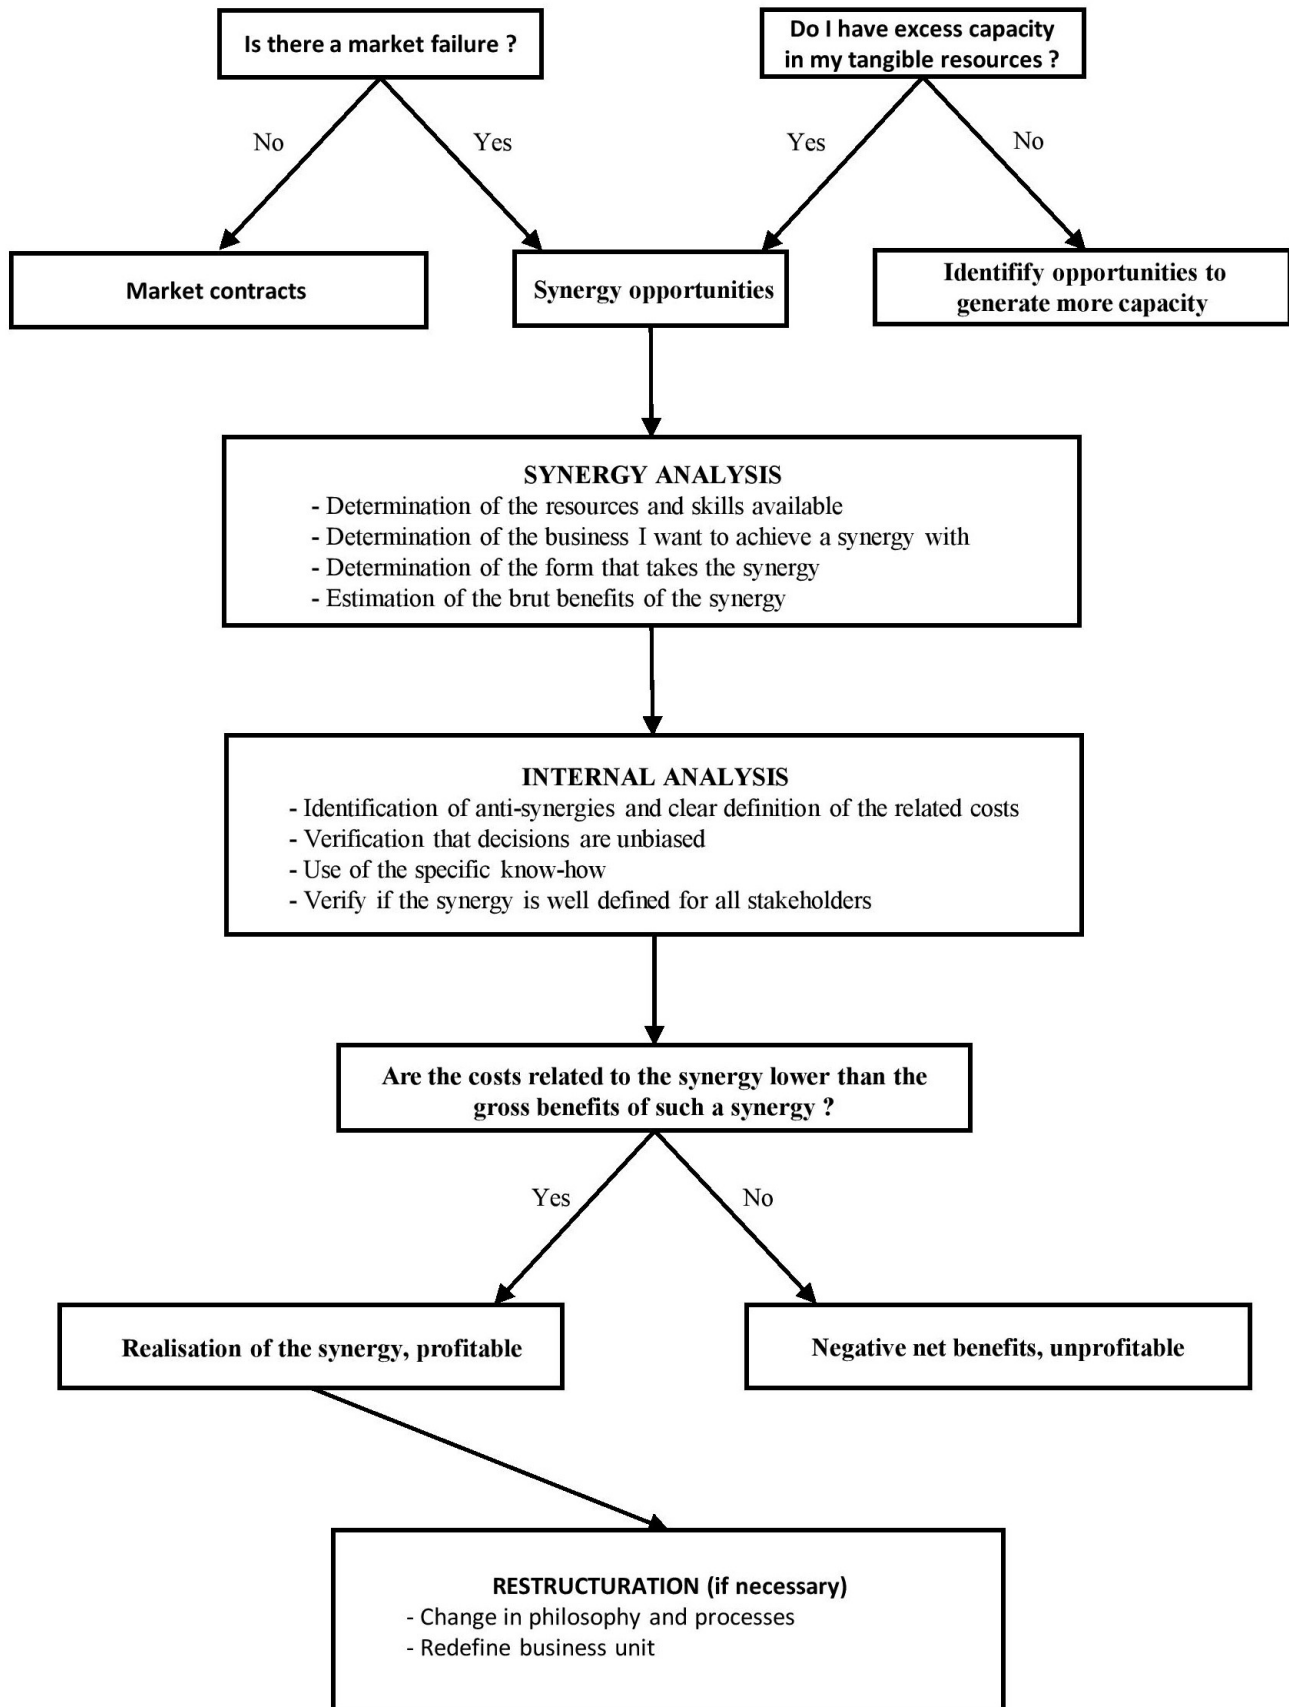 Is there a market failure ?
Do I have excess capacity
in my tangible resources ?
No
Yes
Yes
No
Market contracts
Synergy opportunities
Identifify opportunities to
generate more capacity
SYNERGY ANALYSIS
- Determination of the resources and skills available
- Determination of the business I want to achieve a synergy with
- Determination of the form that takes the synergy
- Estimation of the brut benefits of the synergy
INTERNAL ANALYSIS
- Identification of anti-synergies and clear definition of the related costs
- Verification that decisions are unbiased
- Use of the specific know-how
- Verify if the synergy is well defined for all stakeholders
Are the costs related to the synergy lower than the
gross benefits of such a synergy ?
Yes
No
Realisation of the synergy, profitable
Negative net benefits, unprofitable
RESTRUCTURATION (if necessary)
- Change in philosophy and processes
- Redefine business unit